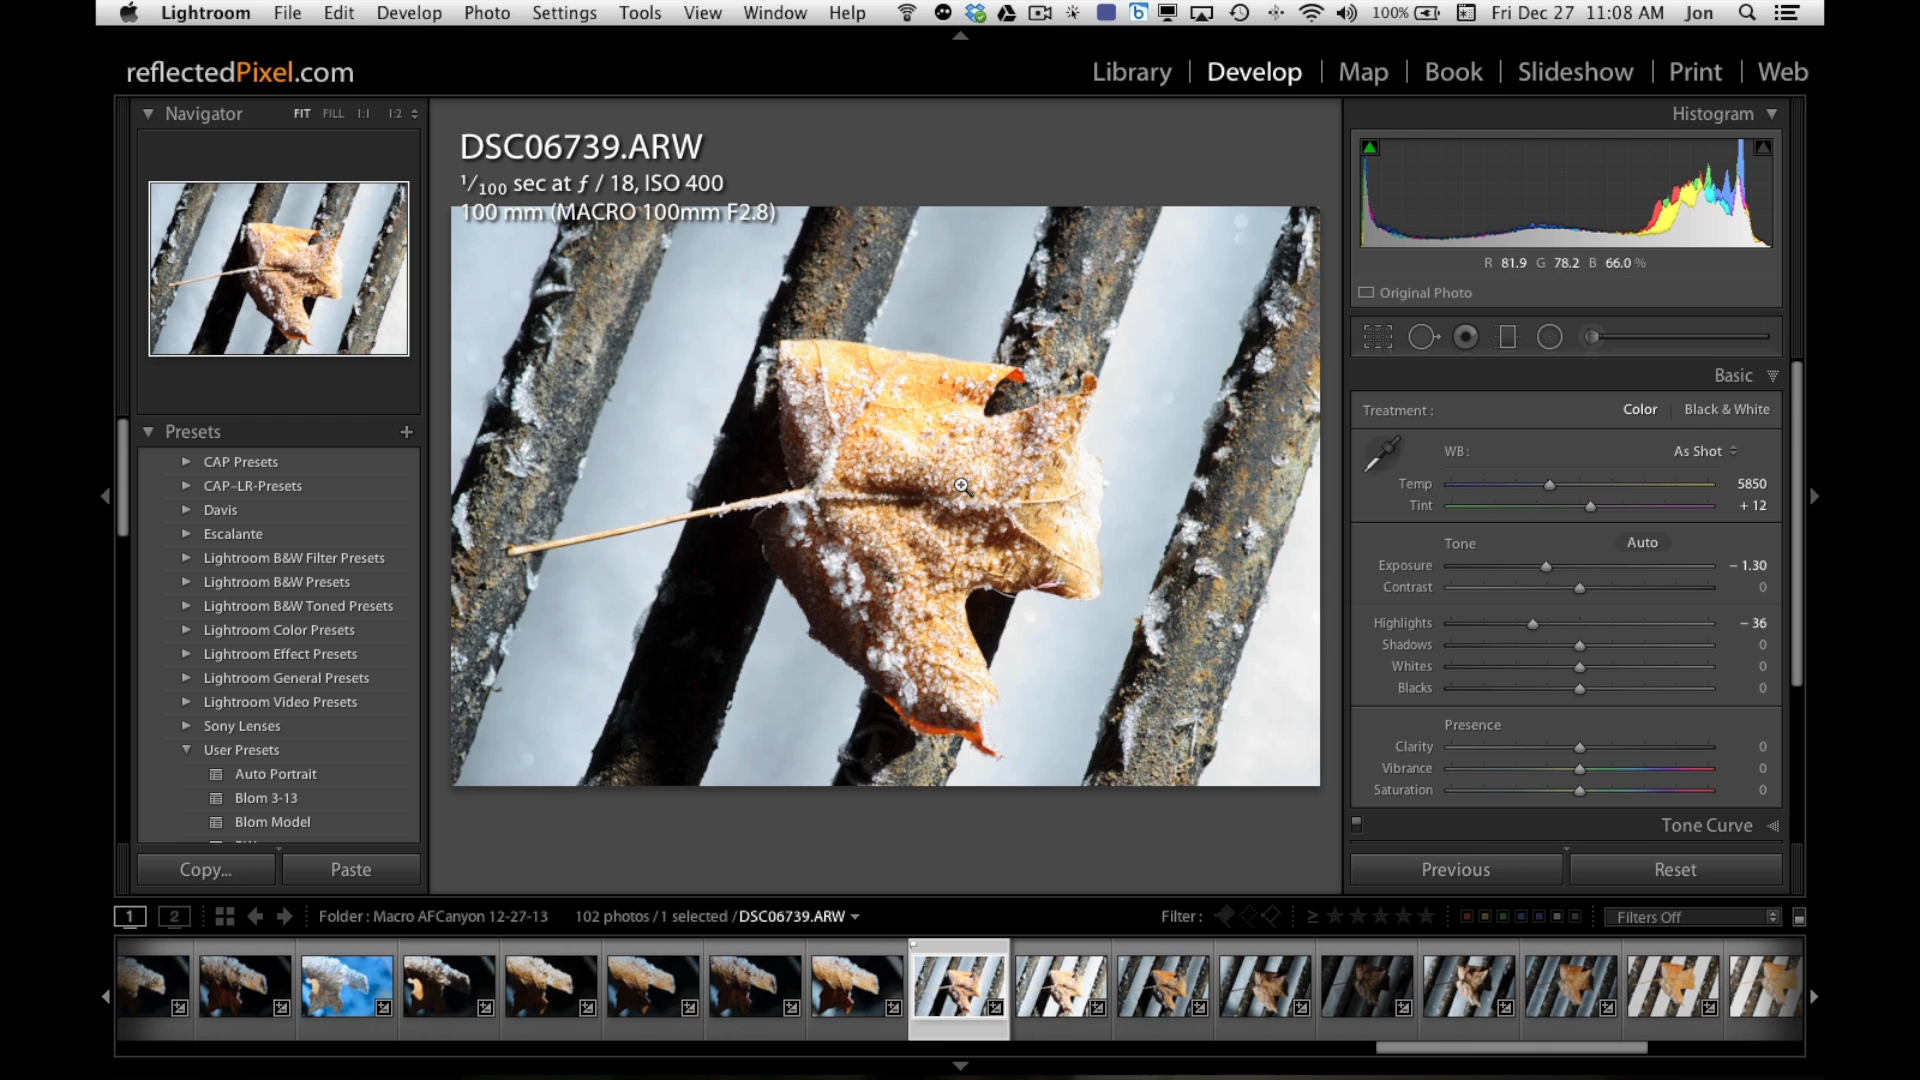 Lightroom File Edit Develop Photo Settings Tools View Window Help 100% Fri Dec 27 11:08 AM Jon
reflectedPixel.com
Library | Develop | Map | Book | Slideshow | Print | Web
Navigator FIT FILL 1:1 1:2
Presets +
CAP Presets
CAP-LR-Presets
Davis
Escalante
Lightroom B&W Filter Presets
Lightroom B&W Presets
Lightroom B&W Toned Presets
Lightroom Color Presets
Lightroom Effect Presets
Lightroom General Presets
Lightroom Video Presets
Sony Lenses
User Presets
Auto Portrait
Blom 3-13
Blom Model
Copy... Paste
DSC06739.ARW
1/100 sec at ƒ / 18, ISO 400
100 mm (MACRO 100mm F2.8)
Histogram
R 81.9 G 78.2 B 66.0 %
Original Photo
Basic
Treatment : Color Black & White
WB: As Shot
Temp 5850
Tint + 12
Tone Auto
Exposure – 1.30
Contrast 0
Highlights – 36
Shadows 0
Whites 0
Blacks 0
Presence
Clarity 0
Vibrance 0
Saturation 0
Tone Curve
Previous Reset
1 2 Folder : Macro AFCanyon 12-27-13 102 photos / 1 selected / DSC06739.ARW Filter : ≥ Filters Off